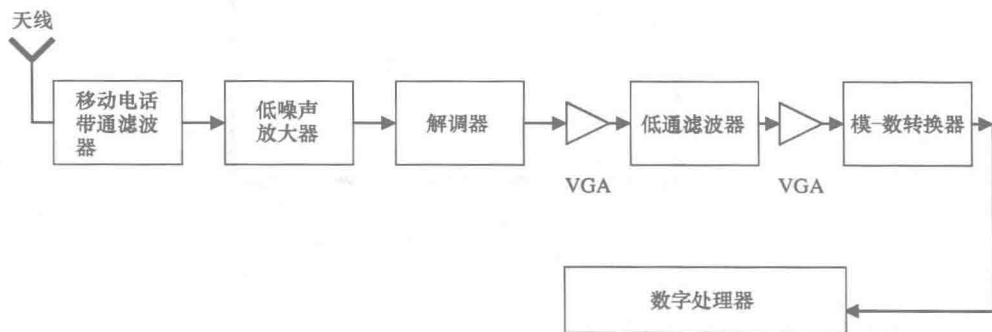 天线
移动电话
带通滤波
器
低噪声
放大器
解调器
低通滤波器
模-数转换器
VGA
VGA
数字处理器